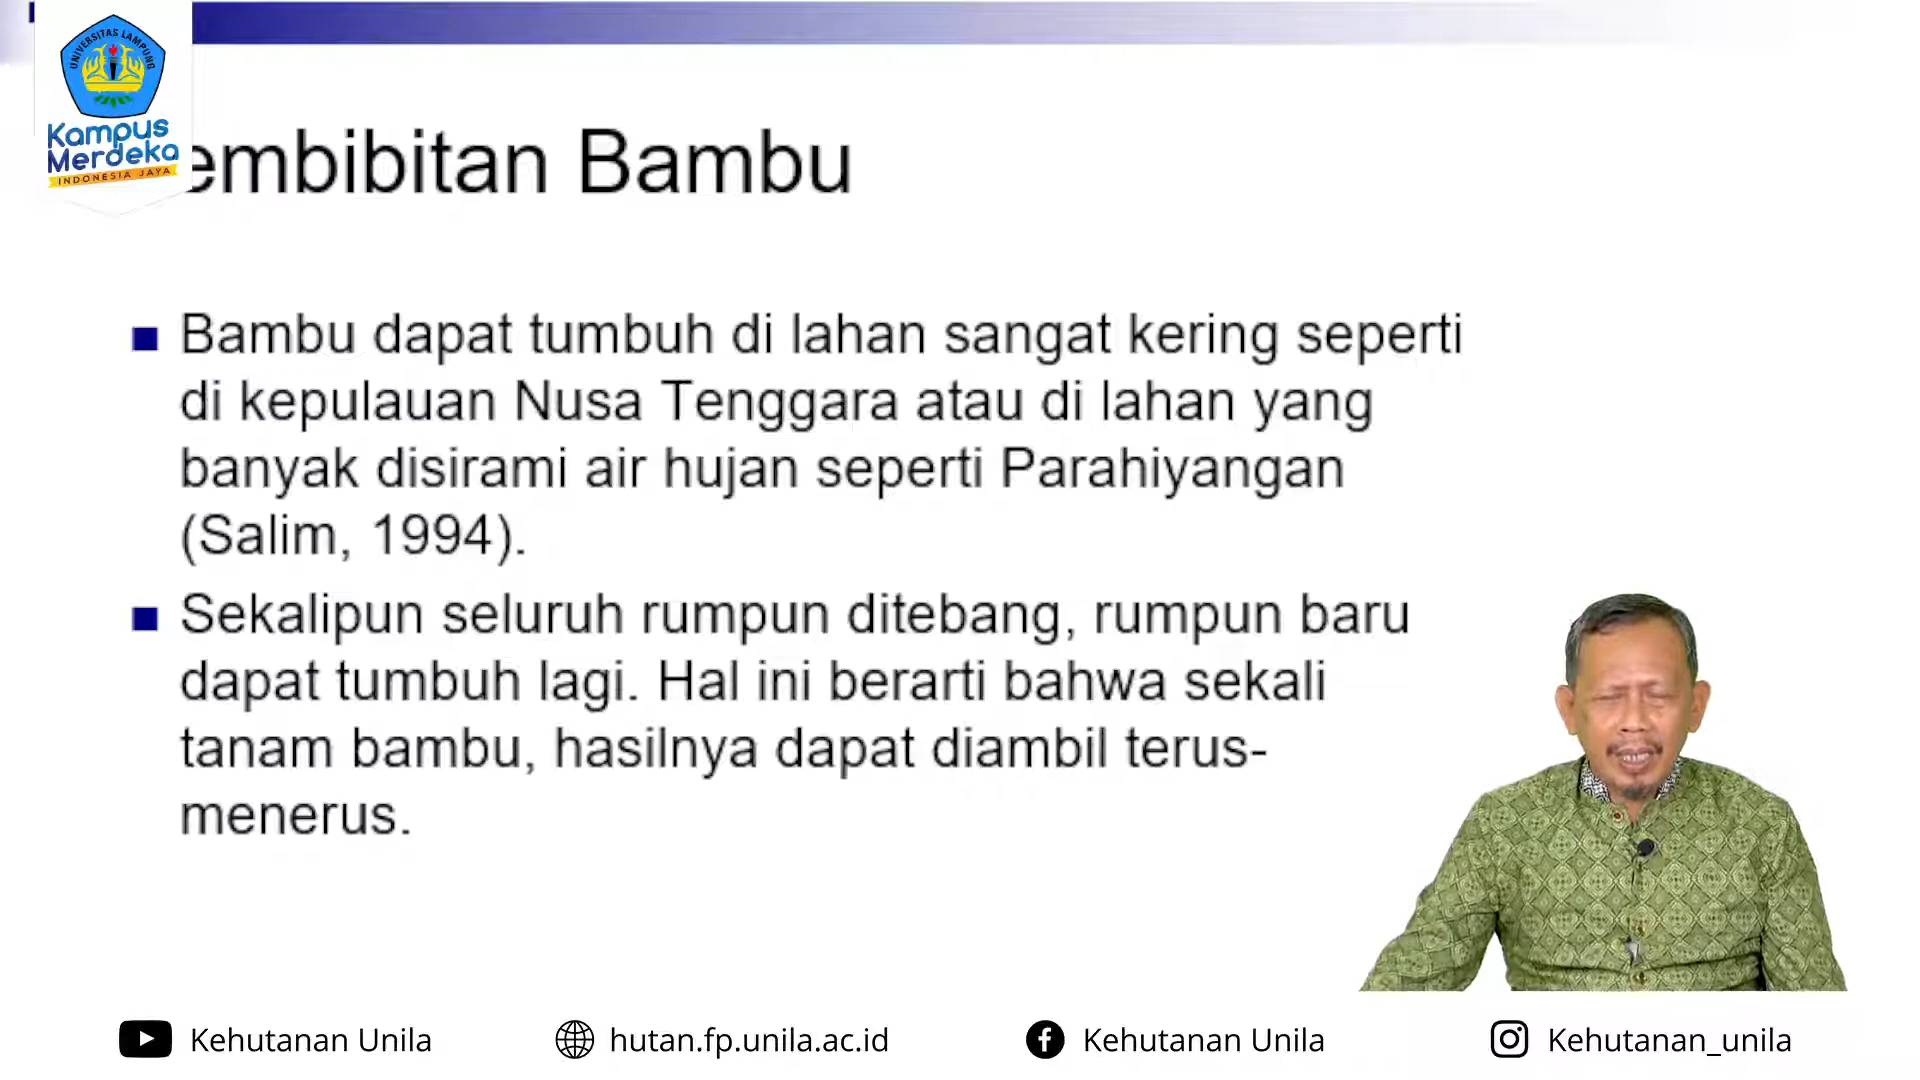 UNIVERSITAS LAMPUNG
Kampus
Merdeka
INDONESIA JAYA
embibitan Bambu
Bambu dapat tumbuh di lahan sangat kering seperti
di kepulauan Nusa Tenggara atau di lahan yang
banyak disirami air hujan seperti Parahiyangan
(Salim, 1994).
Sekalipun seluruh rumpun ditebang, rumpun baru
dapat tumbuh lagi. Hal ini berarti bahwa sekali
tanam bambu, hasilnya dapat diambil terus-
menerus.
Kehutanan Unila
hutan.fp.unila.ac.id
Kehutanan Unila
Kehutanan_unila